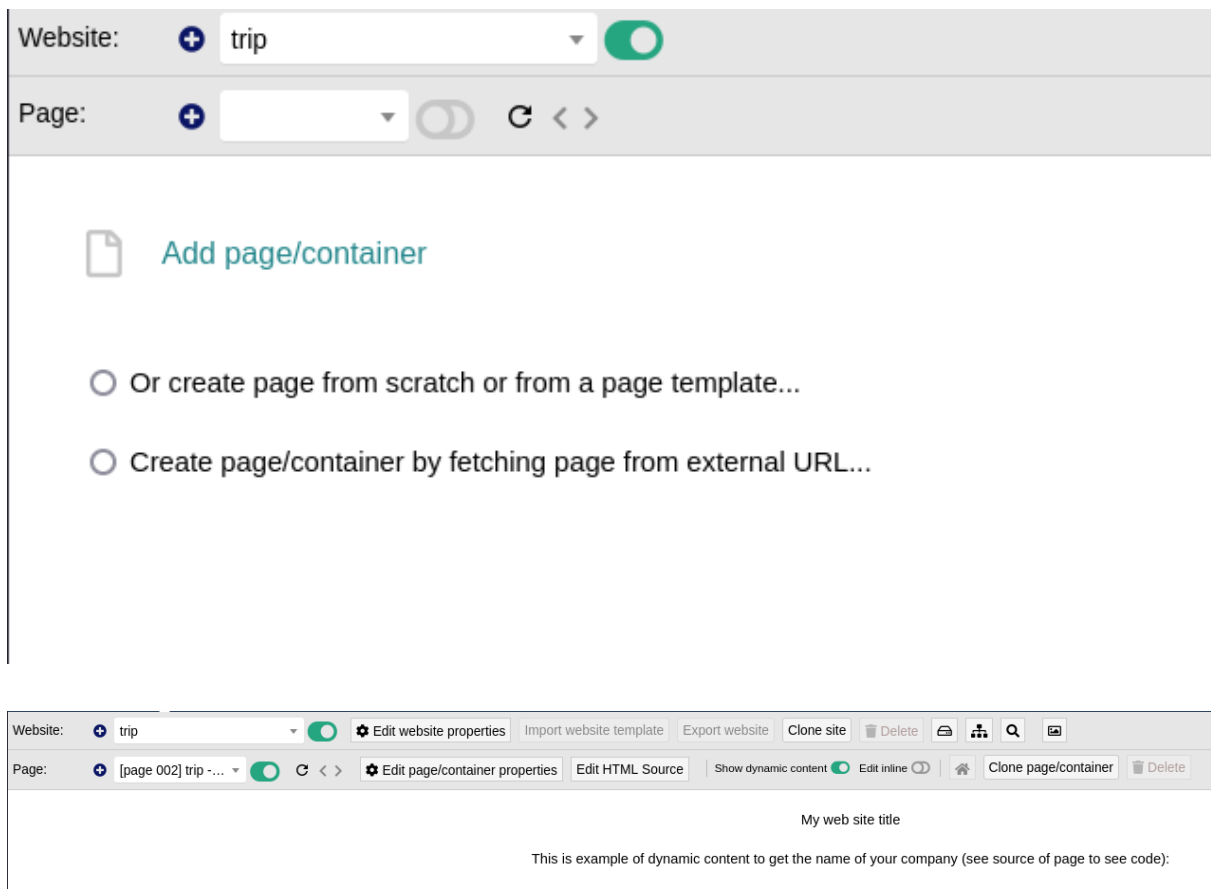 Website: trip
Page:
Add page/container
Or create page from scratch or from a page template...
Create page/container by fetching page from external URL...
Website: trip Edit website properties Import website template Export website Clone site Delete
Page: [page 002] trip -... Edit page/container properties Edit HTML Source Show dynamic content Edit inline Clone page/container Delete
My web site title
This is example of dynamic content to get the name of your company (see source of page to see code):